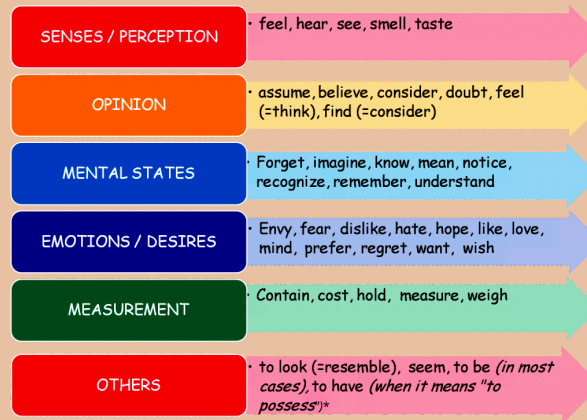 SENSES / PERCEPTION
• feel, hear, see, smell, taste
OPINION
• assume, believe, consider, doubt, feel
(=think), find (=consider)
MENTAL STATES
• Forget, imagine, know, mean, notice,
recognize, remember, understand
EMOTIONS / DESIRES
• Envy, fear, dislike, hate, hope, like, love,
mind, prefer, regret, want, wish
MEASUREMENT
• Contain, cost, hold, measure, weigh
OTHERS
• to look (=resemble), seem, to be (in most
cases), to have (when it means "to
possess")*